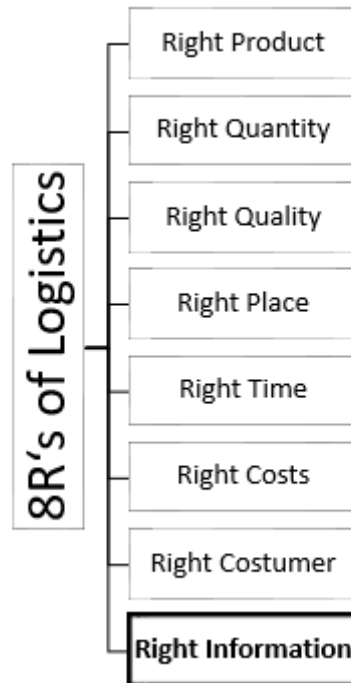 8R‘s of Logistics
Right Product
Right Quantity
Right Quality
Right Place
Right Time
Right Costs
Right Costumer
Right Information